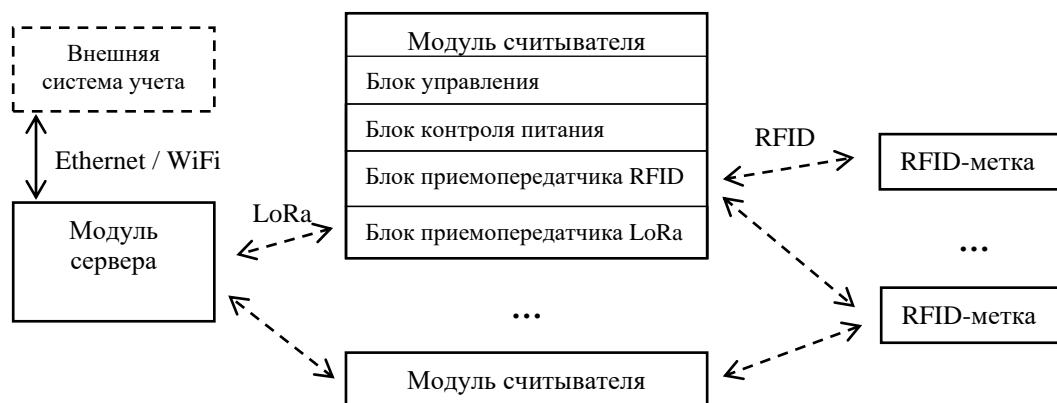 Внешняя
система учета
Ethernet / WiFi
Модуль
сервера
LoRa
Модуль считывателя
Блок управления
Блок контроля питания
Блок приемопередатчика RFID
Блок приемопередатчика LoRa
...
Модуль считывателя
RFID
RFID-метка
...
RFID-метка